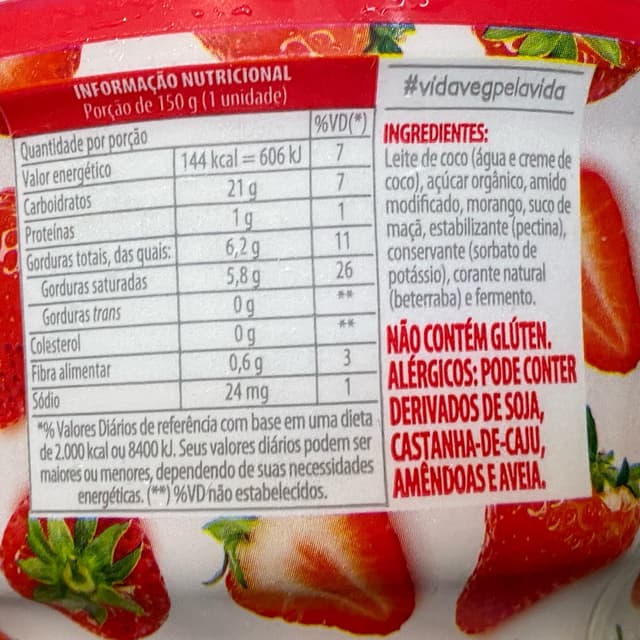 INFORMAÇÃO NUTRICIONAL
Porção de 150 g (1 unidade)
Quantidade por porção %VD(*)
Valor energético 144 kcal = 606 kJ 7
Carboidratos 21 g 7
Proteínas 1 g 1
Gorduras totais, das quais: 6,2 g 11
Gorduras saturadas 5,8 g 26
Gorduras trans 0 g **
Colesterol 0 g **
Fibra alimentar 0,6 g 3
Sódio 24 mg 1
*% Valores Diários de referência com base em uma dieta
de 2.000 kcal ou 8400 kJ. Seus valores diários podem ser
maiores ou menores, dependendo de suas necessidades
energéticas. (**) %VD não estabelecidos.
#vidavegpelavida
INGREDIENTES:
Leite de coco (água e creme de
coco), açúcar orgânico, amido
modificado, morango, suco de
maçã, estabilizante (pectina),
conservante (sorbato de
potássio), corante natural
(beterraba) e fermento.
NÃO CONTÉM GLÚTEN.
ALÉRGICOS: PODE CONTER
DERIVADOS DE SOJA,
CASTANHA-DE-CAJU,
AMÊNDOAS E AVEIA.